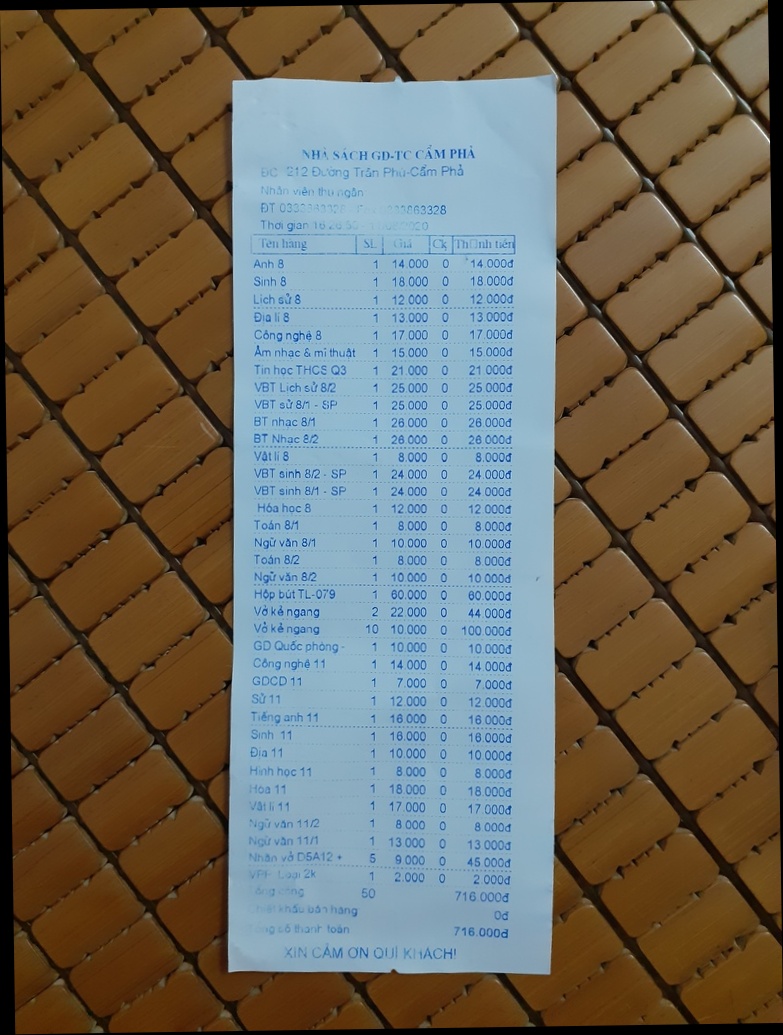 NHÀ SÁCH GD-TC CẨM PHẢ
ĐC 212 Đường Trần Phú-Cẩm Phả
Nhân viên thu ngân
ĐT
Thời gian
Tên hàng SL Giá Ck Th□nh tiền
Anh 8 1 14.000 0 14.000đ
Sinh 8 1 18.000 0 18.000đ
Lịch sử 8 1 12.000 0 12.000đ
Địa lí 8 1 13.000 0 13.000đ
Công nghệ 8 1 17.000 0 17.000đ
Âm nhạc & mĩ thuật 1 15.000 0 15.000đ
Tin học THCS Q3 1 21.000 0 21.000đ
VBT Lịch sử 8/2 1 25.000 0 25.000đ
VBT sử 8/1 - SP 1 25.000 0 25.000đ
BT nhạc 8/1 1 26.000 0 26.000đ
BT Nhạc 8/2 1 26.000 0 26.000đ
Vật lí 8 1 8.000 0 8.000đ
VBT sinh 8/2 - SP 1 24.000 0 24.000đ
VBT sinh 8/1 - SP 1 24.000 0 24.000đ
Hóa học 8 1 12.000 0 12.000đ
Toán 8/1 1 8.000 0 8.000đ
Ngữ văn 8/1 1 10.000 0 10.000đ
Toán 8/2 1 8.000 0 8.000đ
Ngữ văn 8/2 1 10.000 0 10.000đ
Hộp bút TL-079 1 60.000 0 60.000đ
Vở kẻ ngang 2 22.000 0 44.000đ
Vở kẻ ngang 10 10.000 0 100.000đ
GD Quốc phòng - 1 10.000 0 10.000đ
Công nghệ 11 1 14.000 0 14.000đ
GDCD 11 1 7.000 0 7.000đ
Sử 11 1 12.000 0 12.000đ
Tiếng anh 11 1 16.000 0 16.000đ
Sinh 11 1 16.000 0 16.000đ
Địa 11 1 10.000 0 10.000đ
Hình học 11 1 8.000 0 8.000đ
Hóa 11 1 18.000 0 18.000đ
Vật lí 11 1 17.000 0 17.000đ
Ngữ văn 11/2 1 8.000 0 8.000đ
Ngữ văn 11/1 1 13.000 0 13.000đ
Nhãn vở D5A12 + 5 9.000 0 45.000đ
Loại 2k 1 2.000 0 2.000đ
Tổng cộng 50 716.000đ
Chiết khấu bán hàng 0đ
Tổng số thanh toán 716.000đ
XIN CẢM ƠN QUÍ KHÁCH!